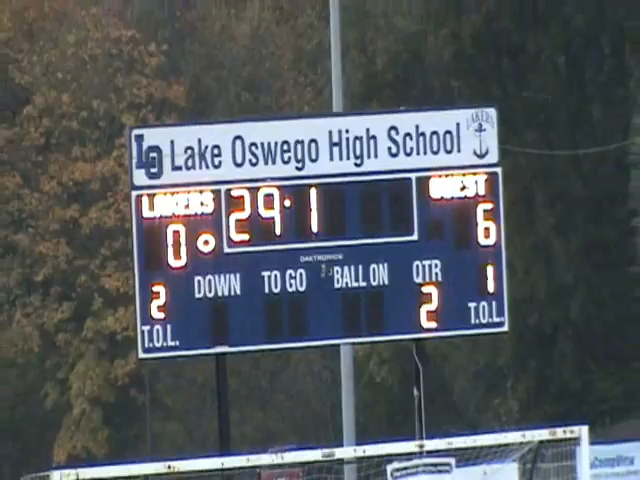 LO Lake Oswego High School LAKERS
LAKERS 29.1 GUEST
0 6
DOWN TO GO BALL ON QTR
DAKTRONICS
2 2 1
T.O.L. T.O.L.